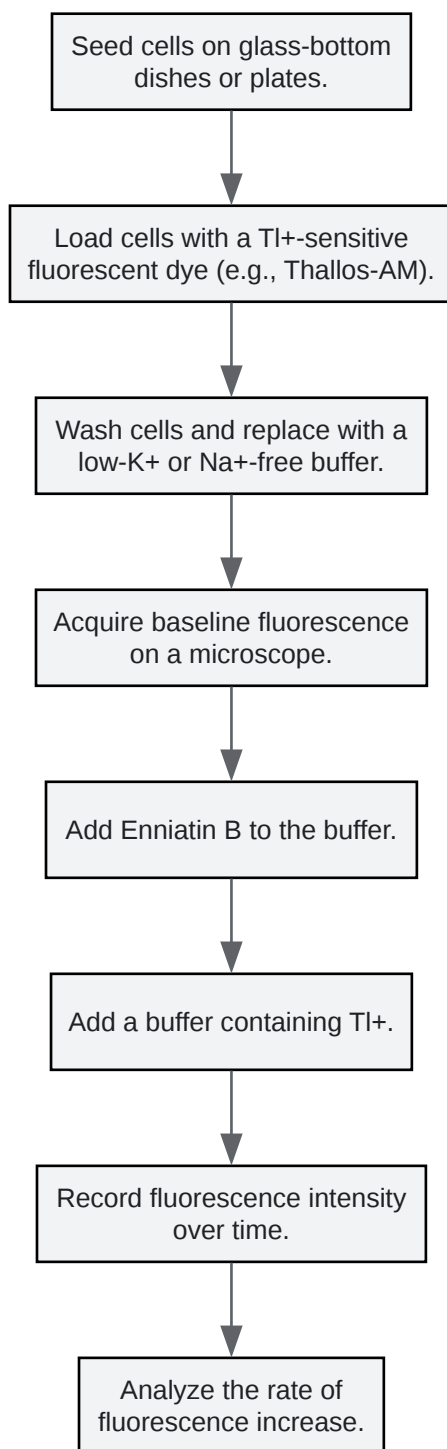 Seed cells on glass-bottom
dishes or plates.
Load cells with a Tl+-sensitive
fluorescent dye (e.g., Thallos-AM).
Wash cells and replace with a
low-K+ or Na+-free buffer.
Acquire baseline fluorescence
on a microscope.
Add Enniatin B to the buffer.
Add a buffer containing Tl+.
Record fluorescence intensity
over time.
Analyze the rate of
fluorescence increase.